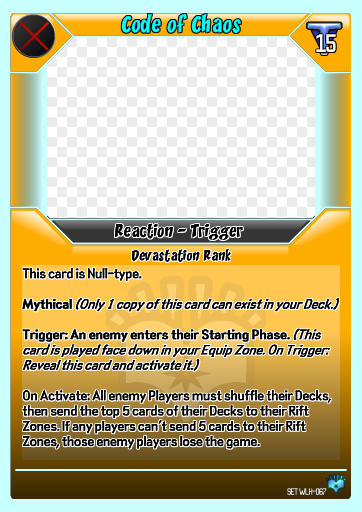 Code of Chaos
15
Reaction - Trigger
Devastation Rank
This card is Null-type.
Mythical (Only 1 copy of this card can exist in your Deck.)
Trigger: An enemy enters their Starting Phase. (This
card is played face down in your Equip Zone. On Trigger:
Reveal this card and activate it.)
On Activate: All enemy Players must shuffle their Decks,
then send the top 5 cards of their Decks to their Rift
Zones. If any players can't send 5 cards to their Rift
Zones, those enemy players lose the game.
SET WLH-067